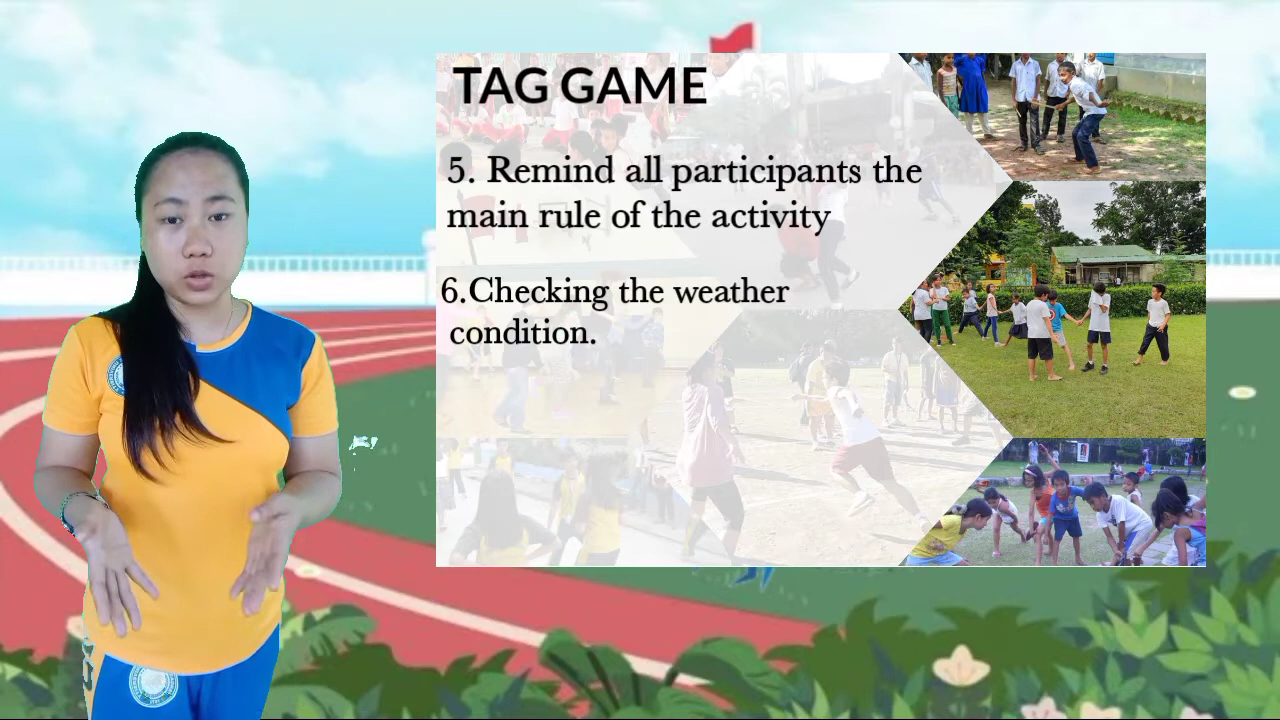 TAG GAME
5. Remind all participants the
main rule of the activity
6.Checking the weather
condition.